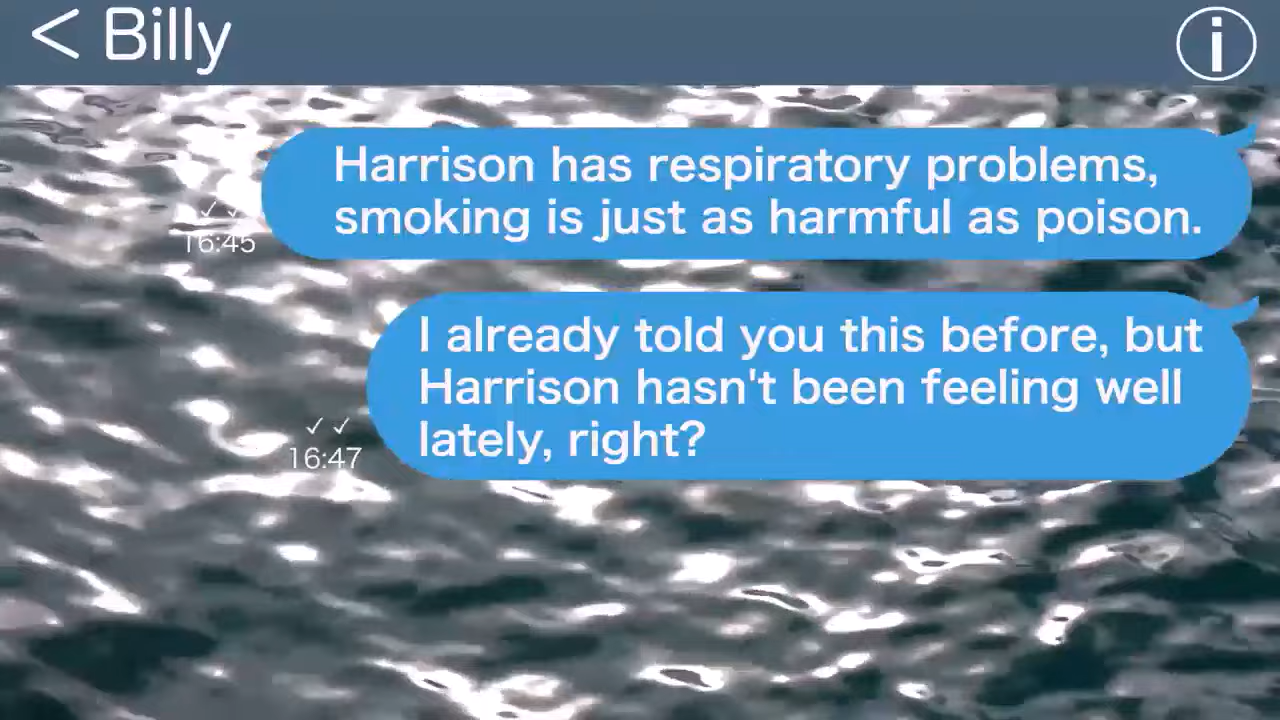 < Billy
i
Harrison has respiratory problems,
smoking is just as harmful as poison.
✓✓
16:45
I already told you this before, but
Harrison hasn't been feeling well
lately, right?
✓✓
16:47